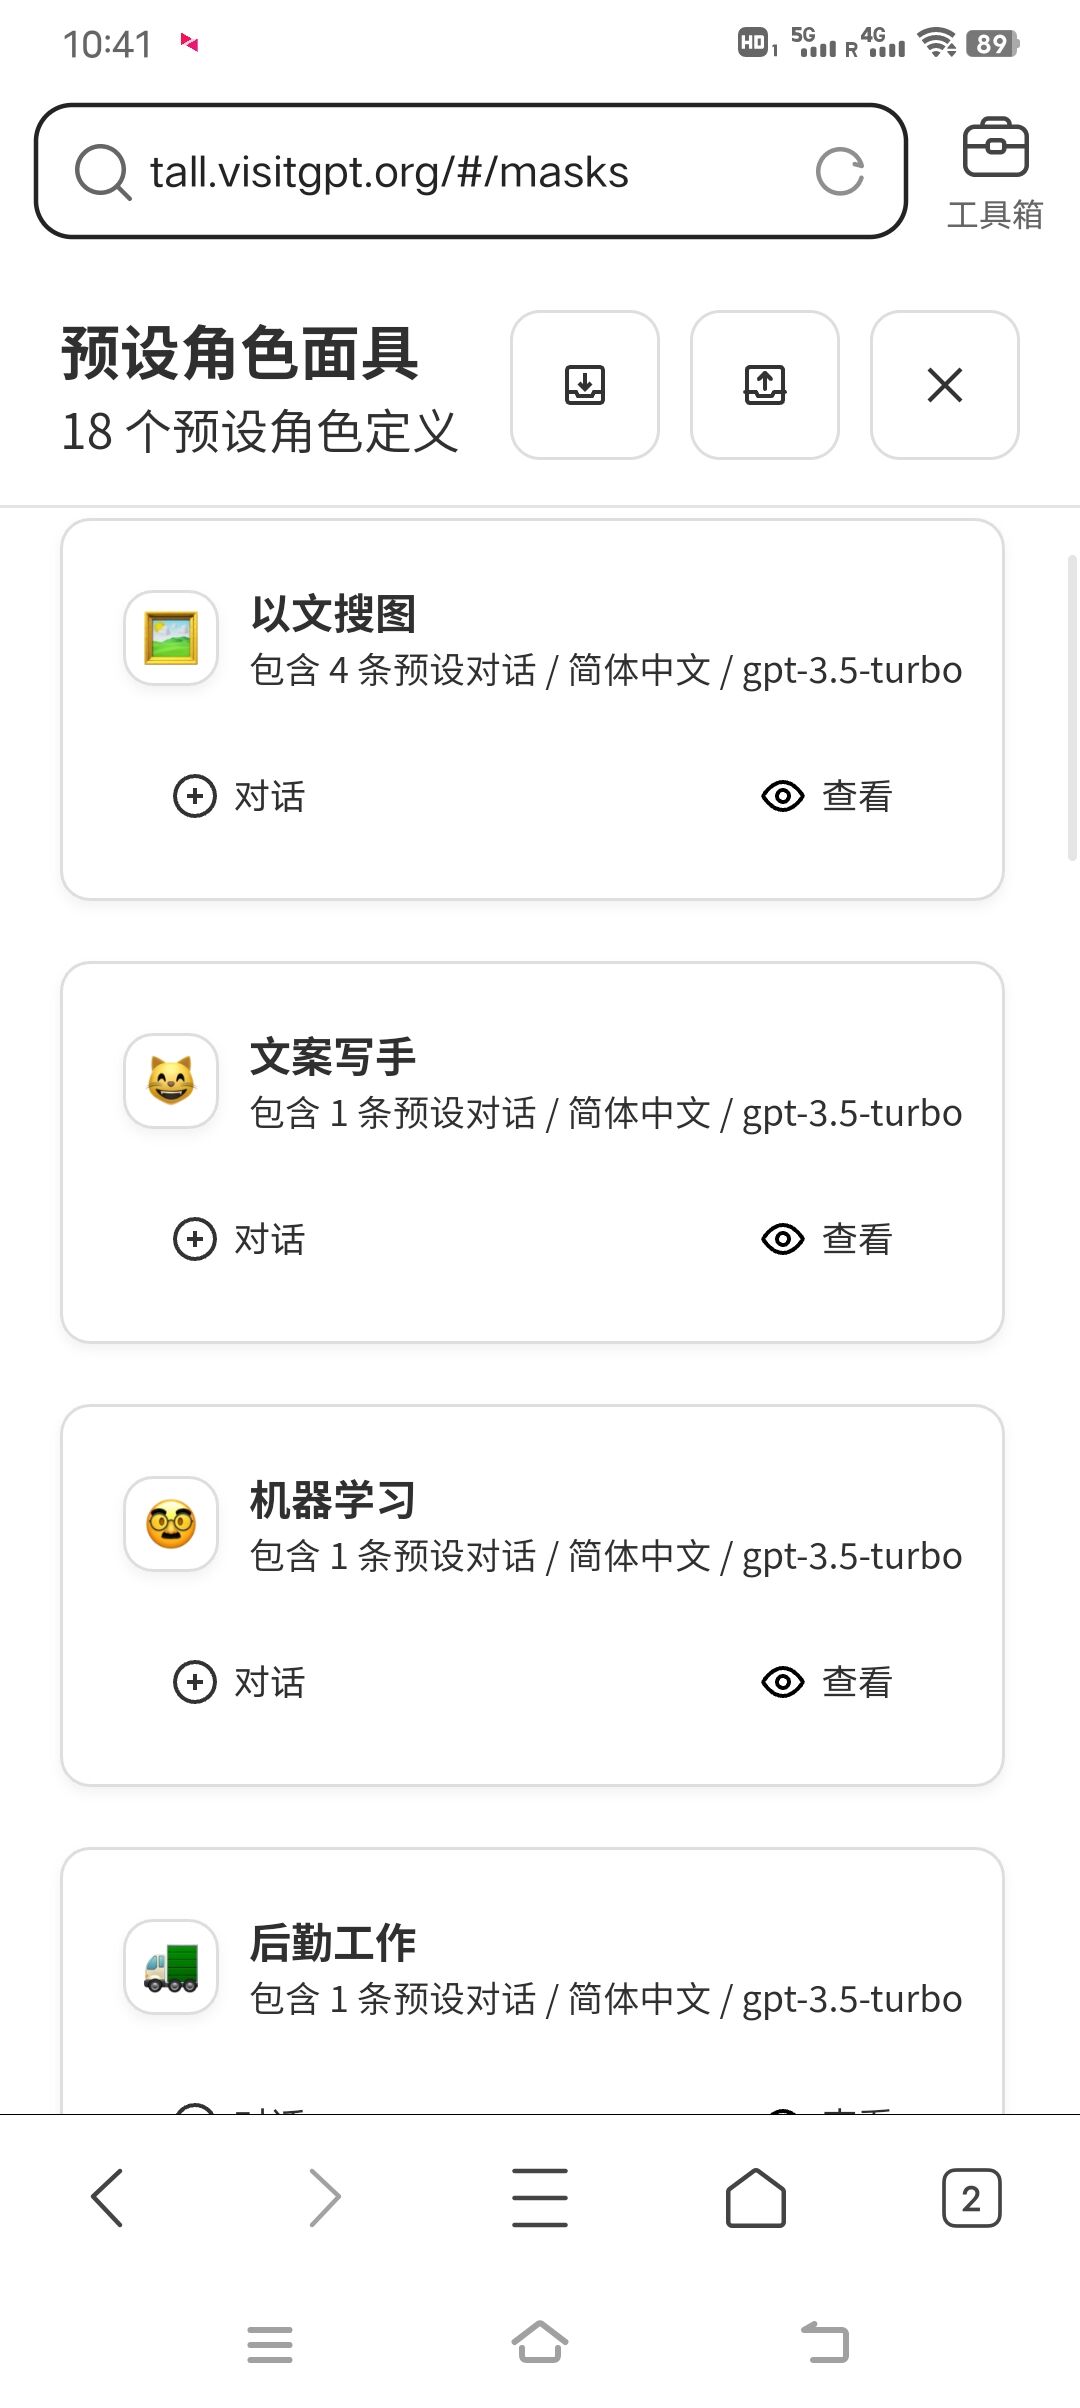 10:41
HD 1 5G R 4G 89
tall.visitgpt.org/#/masks
工具箱
预设角色面具
18 个预设角色定义
以文搜图
包含 4 条预设对话 / 简体中文 / gpt-3.5-turbo
对话 查看
文案写手
包含 1 条预设对话 / 简体中文 / gpt-3.5-turbo
对话 查看
机器学习
包含 1 条预设对话 / 简体中文 / gpt-3.5-turbo
对话 查看
后勤工作
包含 1 条预设对话 / 简体中文 / gpt-3.5-turbo
2